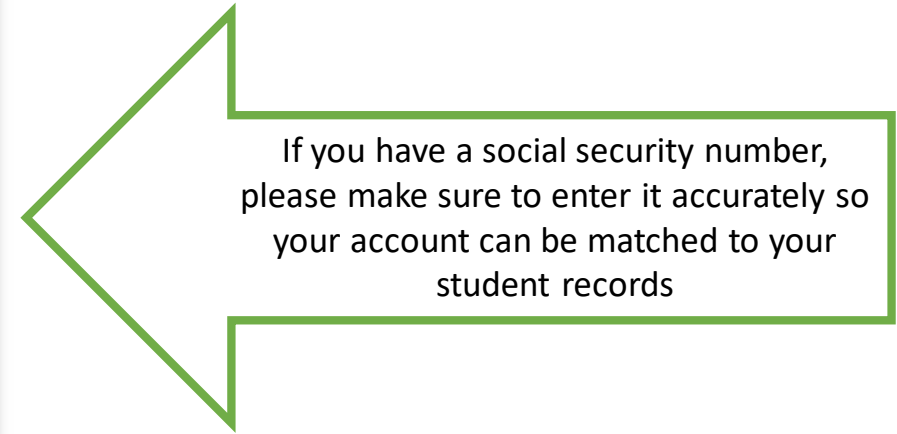 If you have a social security number,
please make sure to enter it accurately so
your account can be matched to your
student records